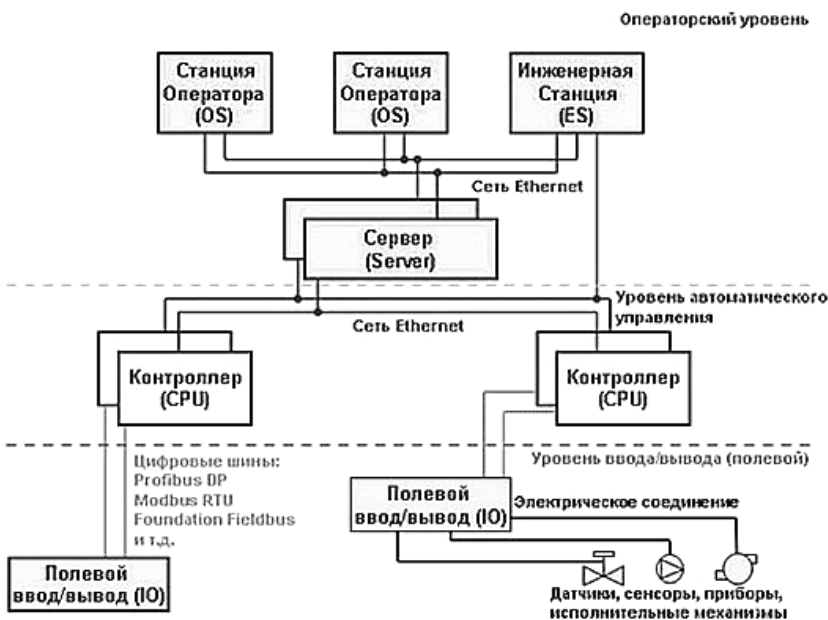 Операторский уровень
Станция
Оператора
(OS)
Станция
Оператора
(OS)
Инженерная
Станция
(ES)
Сеть Ethernet
Сервер
(Server)
Уровень автоматического
управления
Сеть Ethernet
Контроллер
(CPU)
Контроллер
(CPU)
Уровень ввода/вывода (полевой)
Цифровые шины:
Profibus DP
Modbus RTU
Foundation Fieldbus
и т.д.
Полевой
ввод/вывод (IO)
Электрическое соединение
Полевой
ввод/вывод (IO)
Датчики, сенсоры, приборы,
исполнительные механизмы